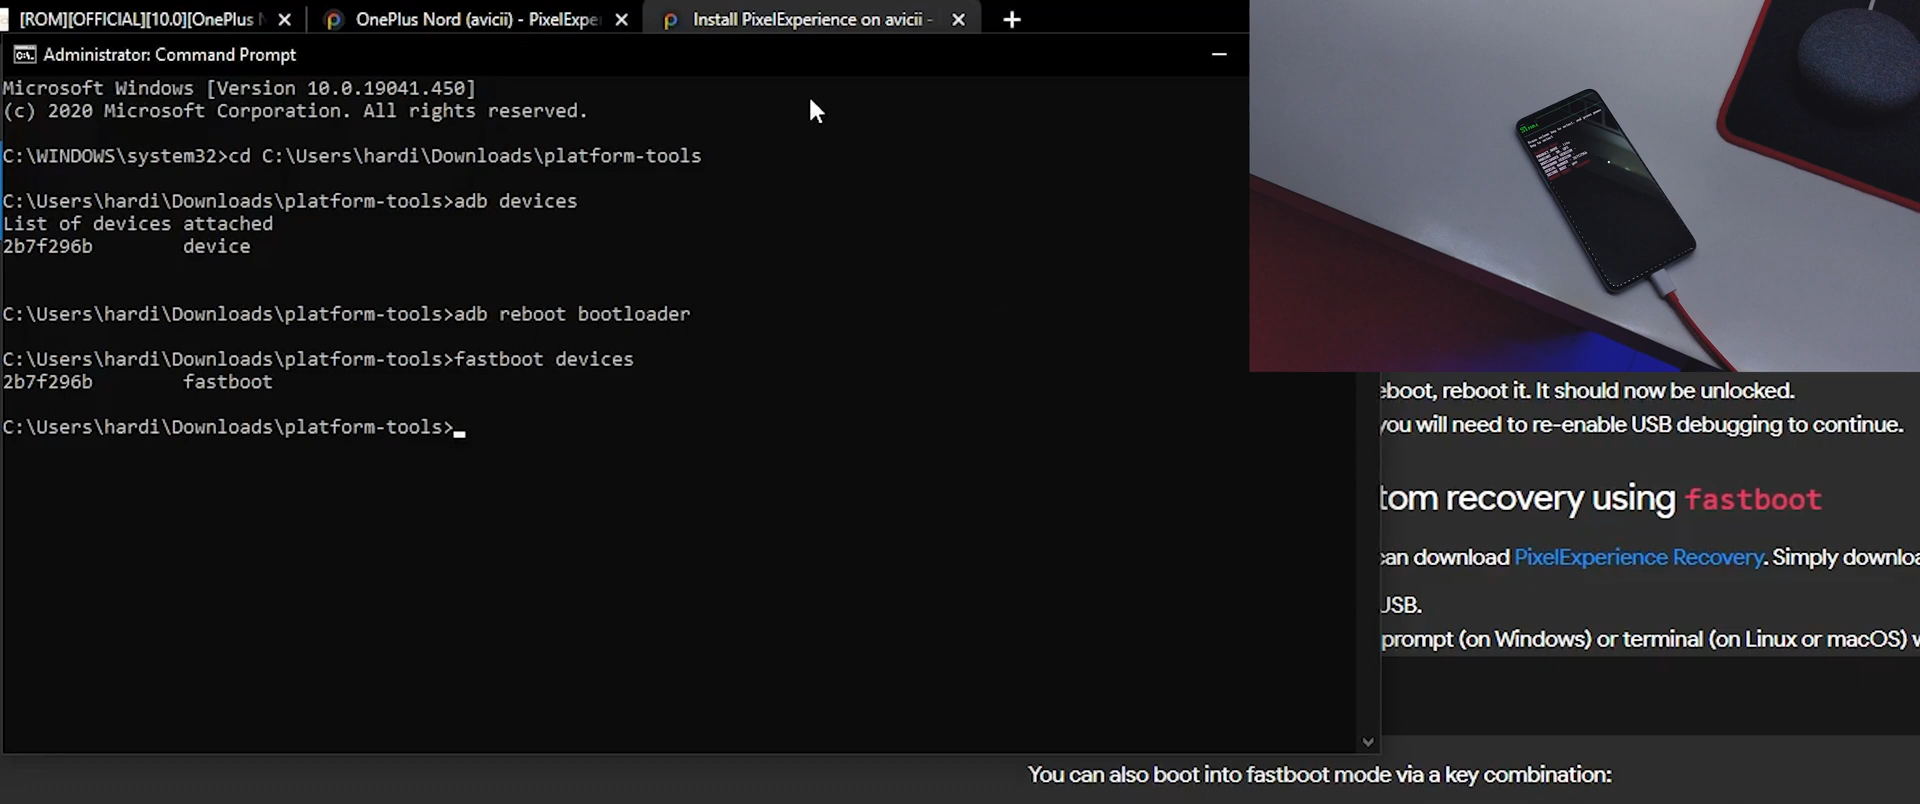 [ROM][OFFICIAL][10.0][OnePlus
OnePlus Nord (avicii) - PixelExpe
Install PixelExperience on avicii -
Administrator: Command Prompt
Microsoft Windows [Version 10.0.19041.450]
(c) 2020 Microsoft Corporation. All rights reserved.
C:\WINDOWS\system32>cd C:\Users\hardi\Downloads\platform-tools
C:\Users\hardi\Downloads\platform-tools>adb devices
List of devices attached
2b7f296b device
C:\Users\hardi\Downloads\platform-tools>adb reboot bootloader
C:\Users\hardi\Downloads\platform-tools>fastboot devices
2b7f296b fastboot
C:\Users\hardi\Downloads\platform-tools>
eboot, reboot it. It should now be unlocked.
you will need to re-enable USB debugging to continue.
tom recovery using fastboot
can download PixelExperience Recovery. Simply downloa
USB.
prompt (on Windows) or terminal (on Linux or macOS) w
You can also boot into fastboot mode via a key combination: